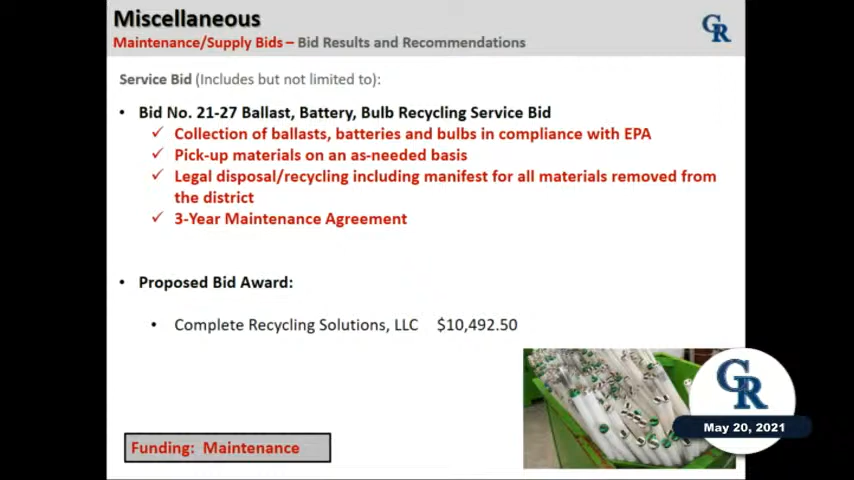 Miscellaneous
GR
Maintenance/Supply Bids – Bid Results and Recommendations
Service Bid (Includes but not limited to):
• Bid No. 21-27 Ballast, Battery, Bulb Recycling Service Bid
✓ Collection of ballasts, batteries and bulbs in compliance with EPA
✓ Pick-up materials on an as-needed basis
✓ Legal disposal/recycling including manifest for all materials removed from
the district
✓ 3-Year Maintenance Agreement
• Proposed Bid Award:
• Complete Recycling Solutions, LLC $10,492.50
GR
May 20, 2021
Funding: Maintenance